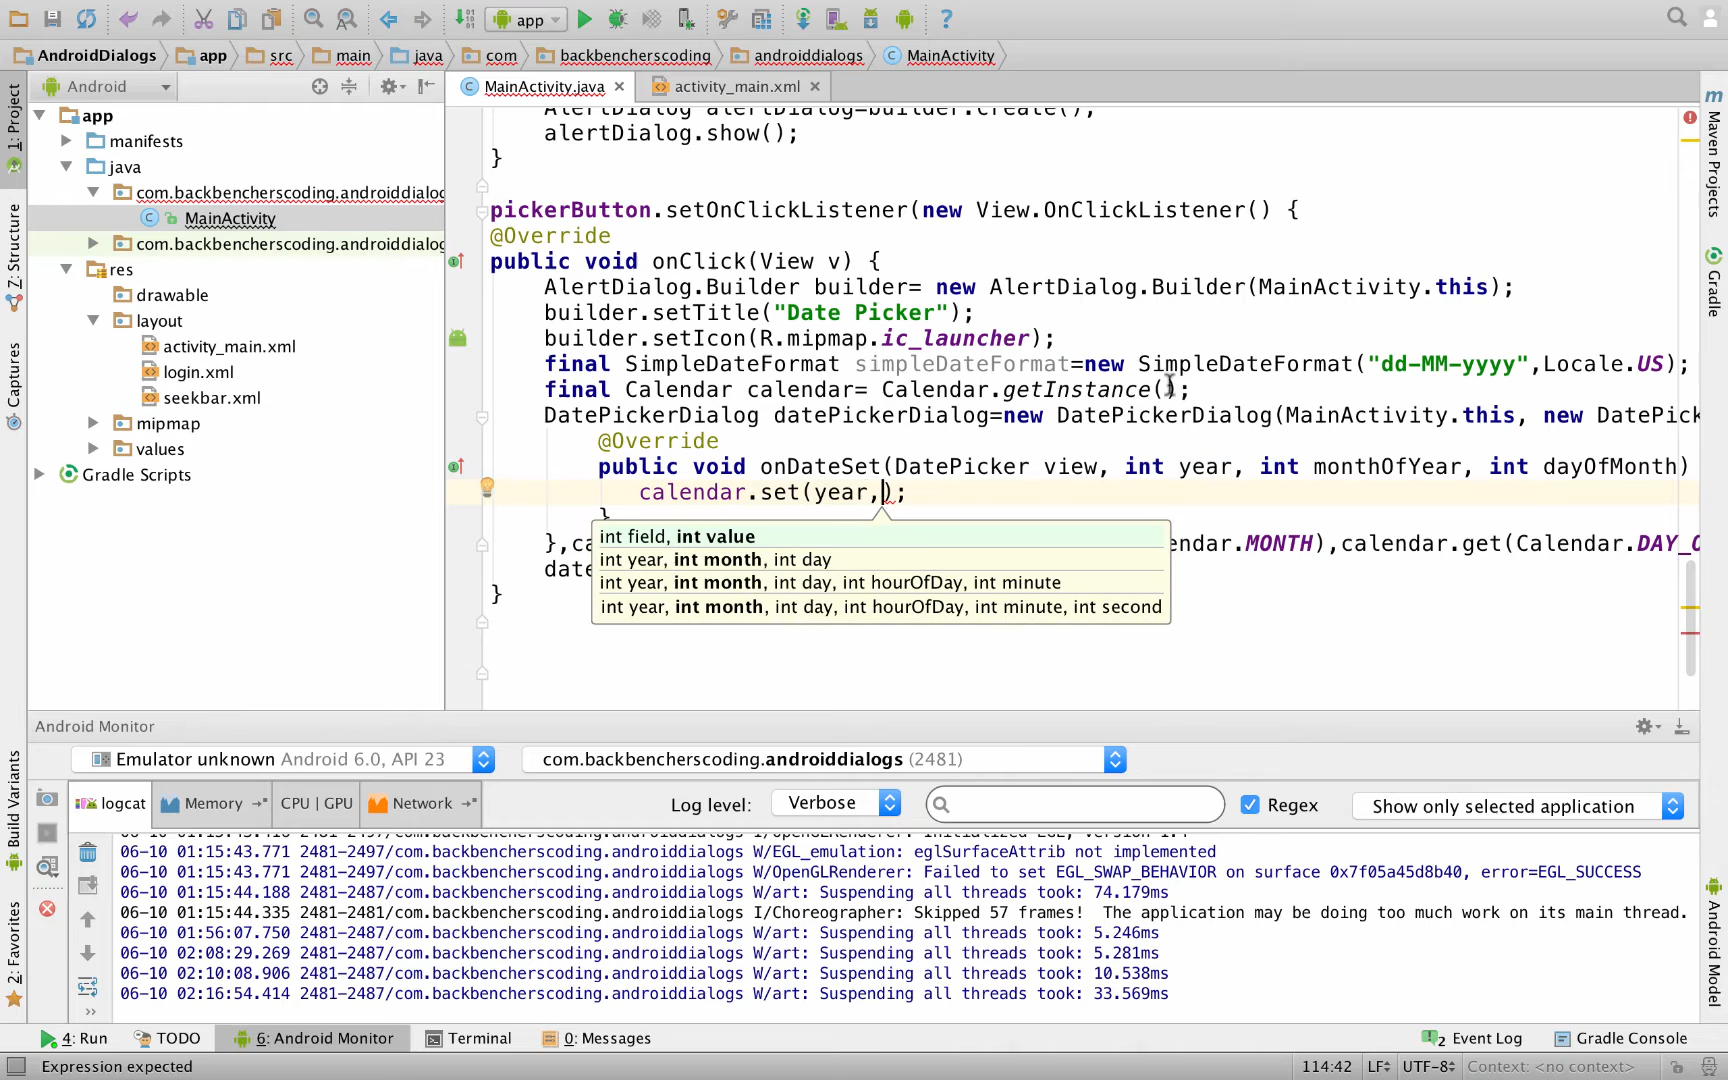 app
AndroidDialogs app src main java com backbencherscoding androiddialogs MainActivity
Android
MainActivity.java activity_main.xml
1: Project
Z: Structure
Captures
Build Variants
2: Favorites
app
manifests
java
com.backbencherscoding.androiddialog
MainActivity
com.backbencherscoding.androiddialog
res
drawable
layout
activity_main.xml
login.xml
seekbar.xml
mipmap
values
Gradle Scripts
AlertDialog alertDialog=builder.create();
alertDialog.show();
}
pickerButton.setOnClickListener(new View.OnClickListener() {
@Override
public void onClick(View v) {
AlertDialog.Builder builder= new AlertDialog.Builder(MainActivity.this);
builder.setTitle("Date Picker");
builder.setIcon(R.mipmap.ic_launcher);
final SimpleDateFormat simpleDateFormat=new SimpleDateFormat("dd-MM-yyyy",Locale.US);
final Calendar calendar= Calendar.getInstance();
DatePickerDialog datePickerDialog=new DatePickerDialog(MainActivity.this, new DatePick
@Override
public void onDateSet(DatePicker view, int year, int monthOfYear, int dayOfMonth)
calendar.set(year,);
}
int field, int value
int year, int month, int day
int year, int month, int day, int hourOfDay, int minute
int year, int month, int day, int hourOfDay, int minute, int second
},ca endar.MONTH),calendar.get(Calendar.DAY_O
date
}
m
Maven Projects
Gradle
Android Model
Android Monitor
Emulator unknown Android 6.0, API 23
com.backbencherscoding.androiddialogs (2481)
logcat Memory CPU | GPU Network
Log level: Verbose
Regex
Show only selected application
06-10 01:15:43.771 2481-2497/com.backbencherscoding.androiddialogs W/EGL_emulation: eglSurfaceAttrib not implemented
06-10 01:15:43.771 2481-2497/com.backbencherscoding.androiddialogs W/OpenGLRenderer: Failed to set EGL_SWAP_BEHAVIOR on surface 0x7f05a45d8b40, error=EGL_SUCCESS
06-10 01:15:44.188 2481-2487/com.backbencherscoding.androiddialogs W/art: Suspending all threads took: 74.179ms
06-10 01:15:44.335 2481-2481/com.backbencherscoding.androiddialogs I/Choreographer: Skipped 57 frames! The application may be doing too much work on its main thread.
06-10 01:56:07.750 2481-2487/com.backbencherscoding.androiddialogs W/art: Suspending all threads took: 5.246ms
06-10 02:08:29.269 2481-2487/com.backbencherscoding.androiddialogs W/art: Suspending all threads took: 5.281ms
06-10 02:10:08.906 2481-2487/com.backbencherscoding.androiddialogs W/art: Suspending all threads took: 10.538ms
06-10 02:16:54.414 2481-2487/com.backbencherscoding.androiddialogs W/art: Suspending all threads took: 33.569ms
4: Run TODO 6: Android Monitor Terminal 0: Messages 2 Event Log Gradle Console
Expression expected 114:42 LF UTF-8 Context: <no context>